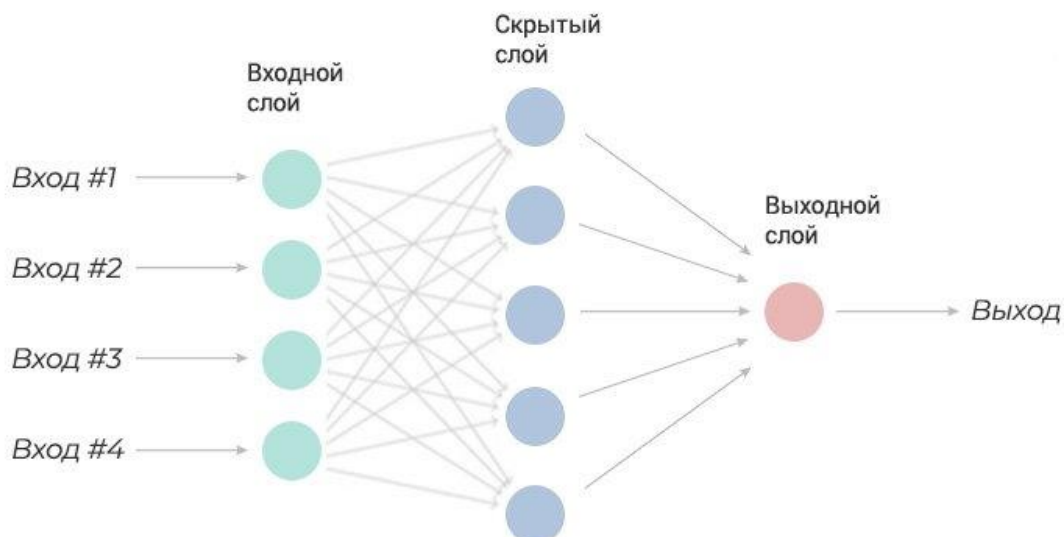 Скрытый
слой
Входной
слой
Вход #1
Выходной
слой
Вход #2
Выход
Вход #3
Вход #4